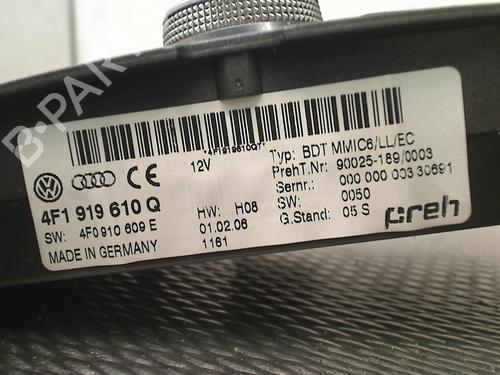 B-PARTS
*4F1919610Q*
12V
4F1 919 610 Q
SW: 4F0 910 609 E
MADE IN GERMANY
HW: H08
01.02.06
1161
Typ: BDT MMIC6/LL/EC
PrehT.Nr: 90025-189/0003
Sernr.: 000 000 003 30691
SW: 0050
G.Stand: 05 S
preh